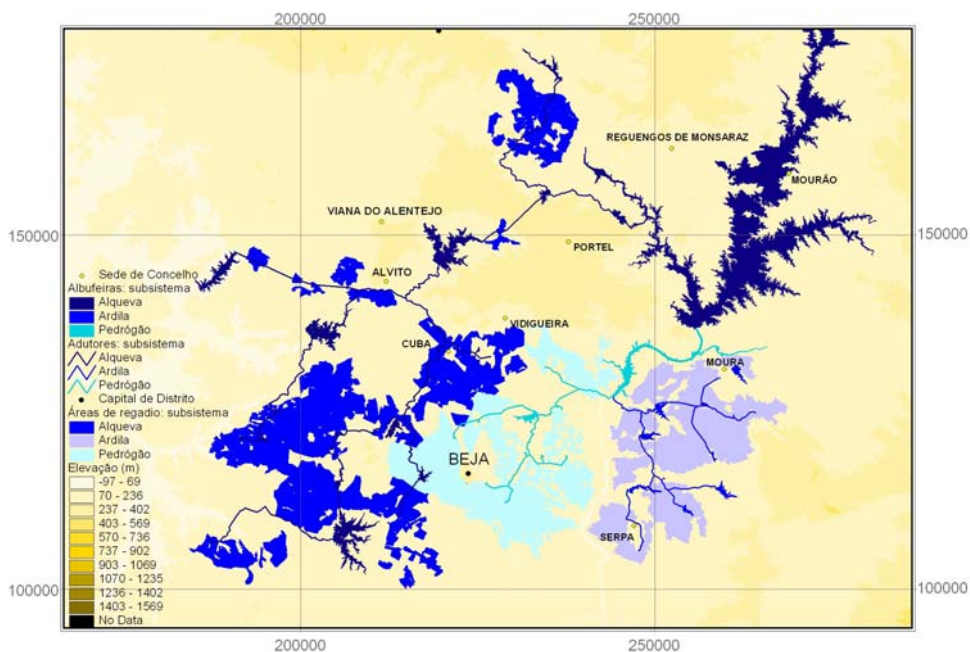 200000
250000
REGUENGOS DE MONSARAZ
MOURÃO
VIANA DO ALENTEJO
150000
150000
PORTEL
ALVITO
VIDIGUEIRA
CUBA
MOURA
BEJA
SERPA
Sede de Concelho
Albufeiras: subsistema
Alqueva
Ardila
Pedrógão
Adutores: subsistema
Alqueva
Ardila
Pedrógão
Capital de Distrito
Áreas de regadio: subsistema
Alqueva
Ardila
Pedrógão
Elevação (m)
-97 - 69
70 - 236
237 - 402
403 - 569
570 - 736
737 - 902
903 - 1069
1070 - 1235
1236 - 1402
1403 - 1569
No Data
100000
100000
200000
250000